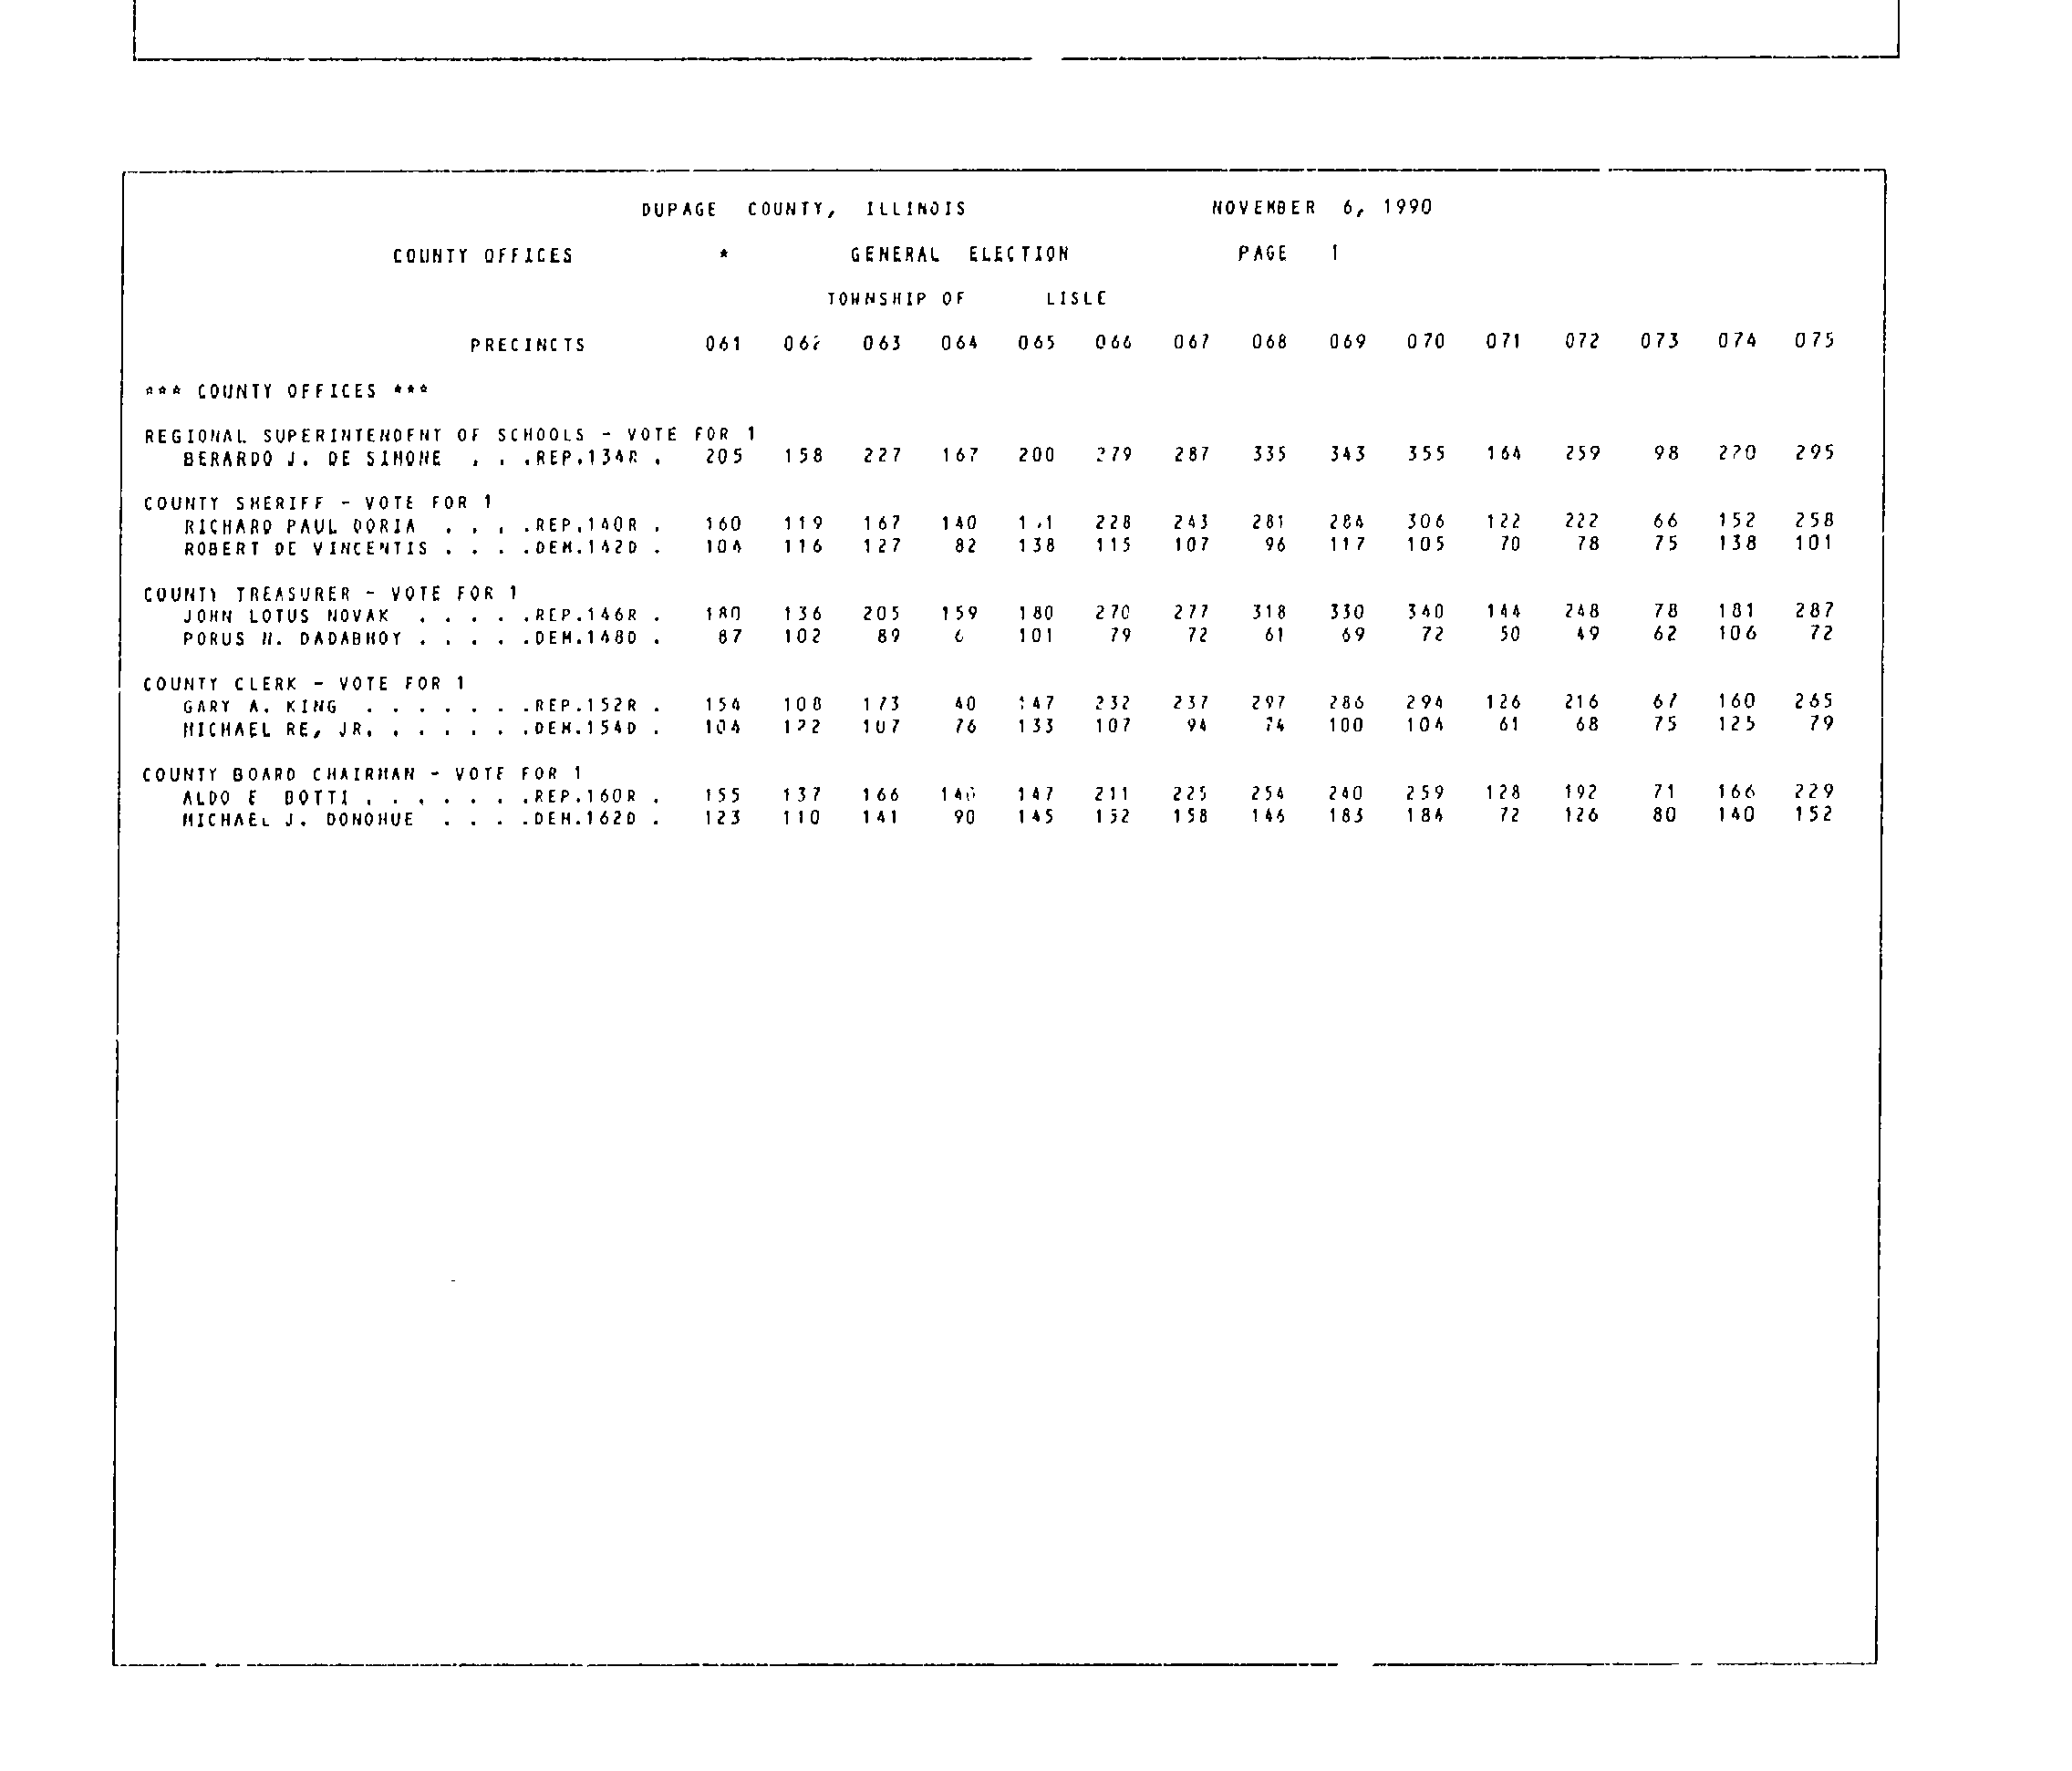 DUPAGE COUNTY, ILLINOIS NOVEMBER 6, 1990
COUNTY OFFICES * GENERAL ELECTION PAGE 1
TOWNSHIP OF LISLE
PRECINCTS 061 062 063 064 065 066 067 068 069 070 071 072 073 074 075
*** COUNTY OFFICES ***
REGIONAL SUPERINTENDENT OF SCHOOLS - VOTE FOR 1
BERARDO J. DE SIMONE . . .REP.134R . 205 158 227 167 200 279 287 335 343 355 164 259 98 220 295
COUNTY SHERIFF - VOTE FOR 1
RICHARD PAUL DORIA . . . .REP.140R . 160 119 167 140 228 243 281 284 306 122 222 66 152 258
ROBERT DE VINCENTIS . . . .DEM.142D . 104 116 127 82 138 115 107 96 117 105 70 78 75 138 101
COUNTY TREASURER - VOTE FOR 1
JOHN LOTUS NOVAK . . . . .REP.146R . 180 136 205 159 180 270 277 318 330 340 144 248 78 181 287
PORUS N. DADABHOY . . . . .DEM.148D . 87 102 89 101 79 72 61 69 72 50 49 62 106 72
COUNTY CLERK - VOTE FOR 1
GARY A. KING . . . . . . .REP.152R . 154 108 173 40 147 232 237 297 286 294 126 216 67 160 265
MICHAEL RE, JR. . . . . . .DEM.154D . 104 122 107 76 133 107 94 74 100 104 61 68 75 125 79
COUNTY BOARD CHAIRMAN - VOTE FOR 1
ALDO E BOTTI . . . . . . .REP.160R . 155 137 166 147 211 225 254 240 259 128 192 71 166 229
MICHAEL J. DONOHUE . . . .DEM.162D . 123 110 141 90 145 152 158 146 183 184 72 126 80 140 152